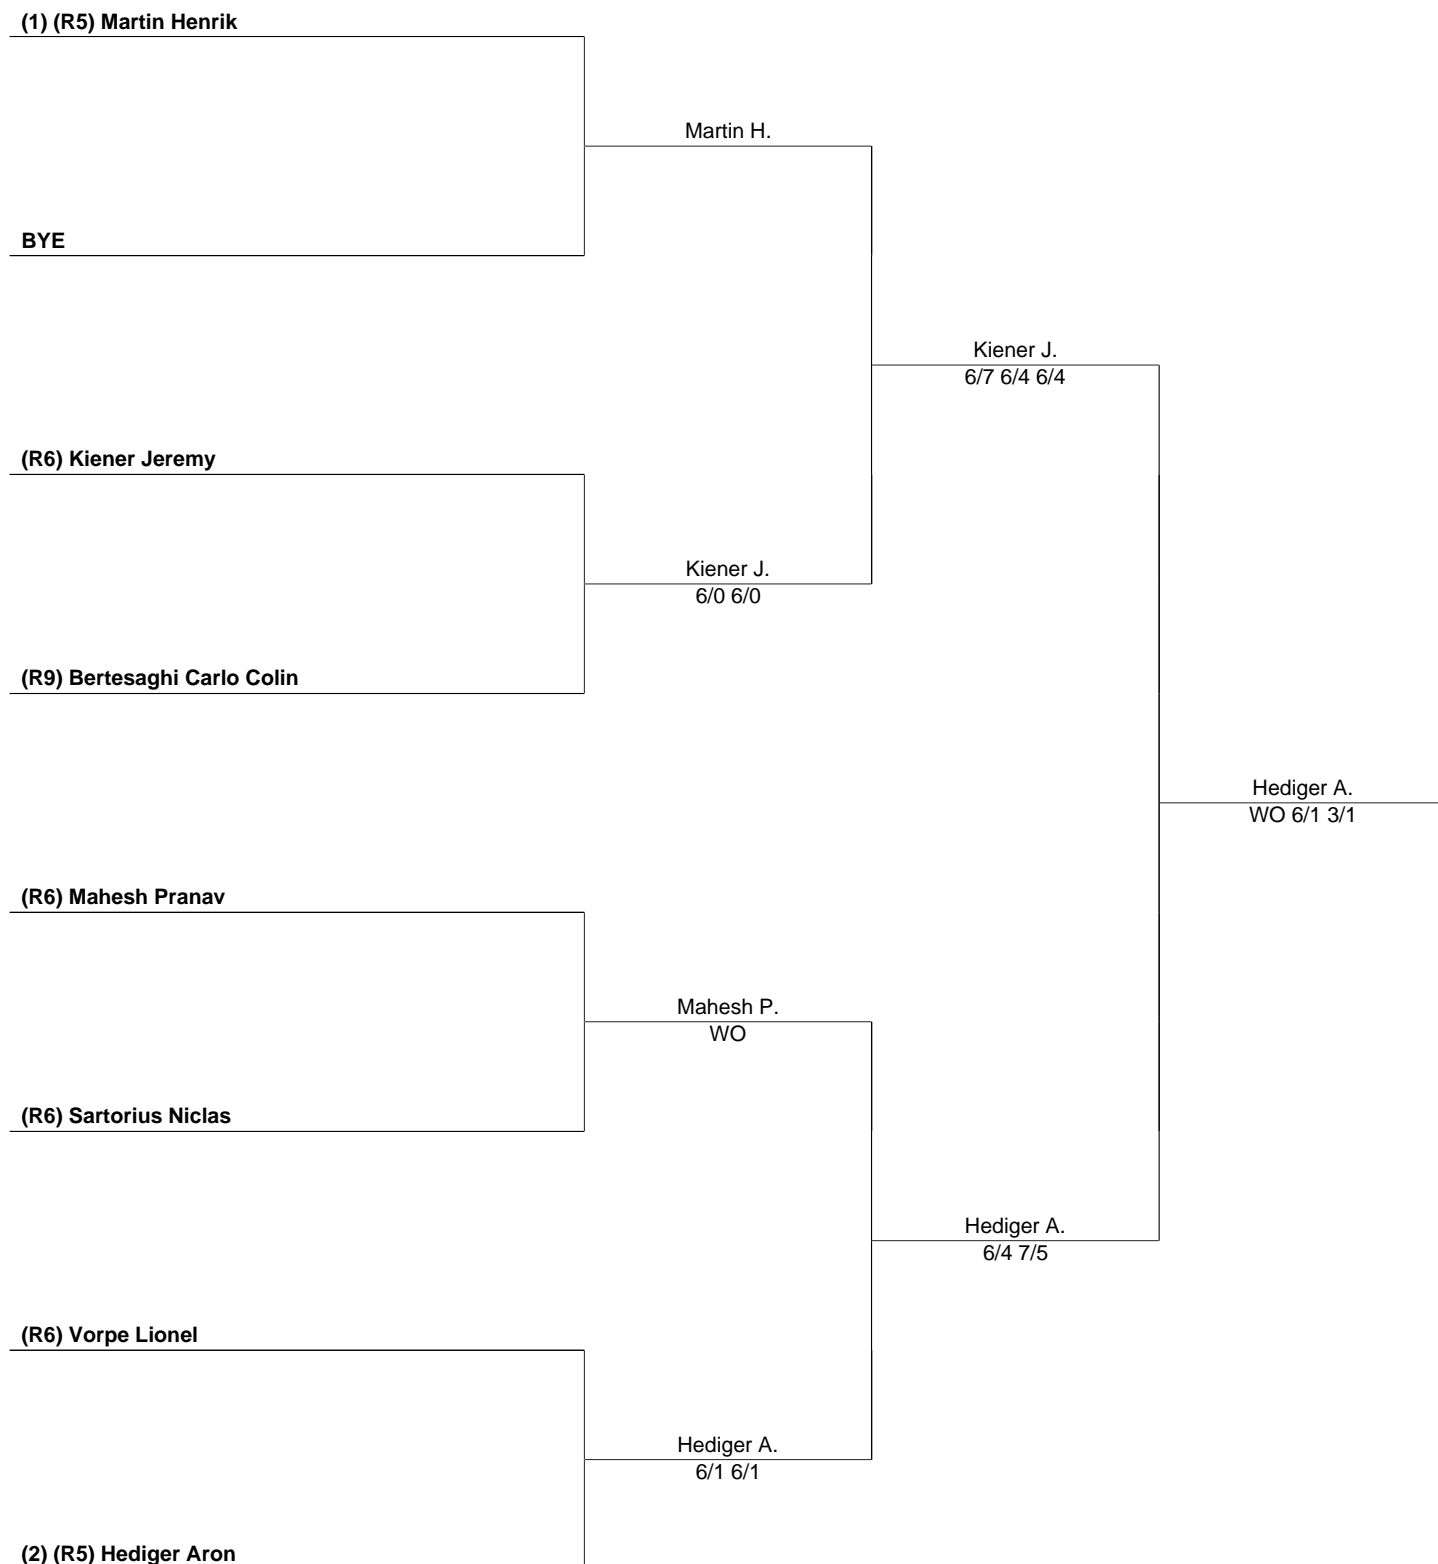 (1) (R5) Martin Henrik
Martin H.
BYE
Kiener J.
6/7 6/4 6/4
(R6) Kiener Jeremy
Kiener J.
6/0 6/0
(R9) Bertesaghi Carlo Colin
Hediger A.
WO 6/1 3/1
(R6) Mahesh Pranav
Mahesh P.
WO
(R6) Sartorius Niclas
Hediger A.
6/4 7/5
(R6) Vorpe Lionel
Hediger A.
6/1 6/1
(2) (R5) Hediger Aron